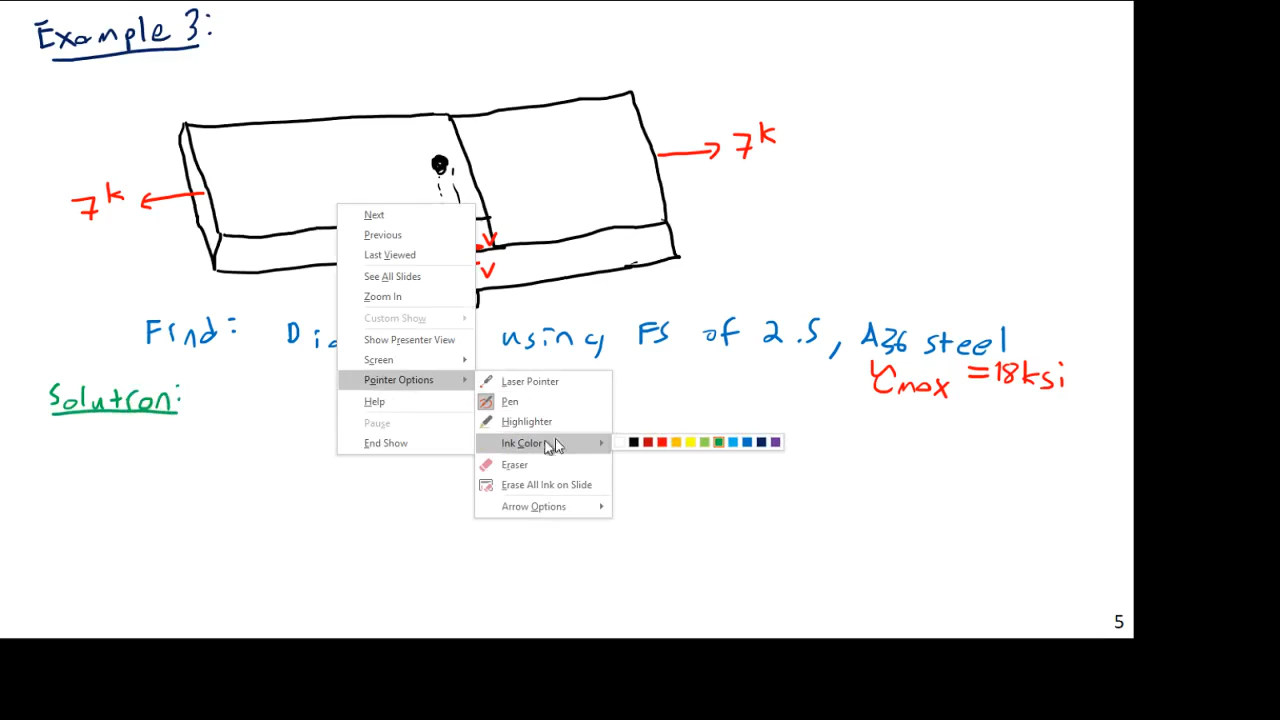 Example 3:
7k
7k
V
V
Find: using FS of 2.5, A36 steel
τmax = 18ksi
Solution:
Next
Previous
Last Viewed
See All Slides
Zoom In
Custom Show
Show Presenter View
Screen
Pointer Options
Help
Pause
End Show
Laser Pointer
Pen
Highlighter
Ink Color
Eraser
Erase All Ink on Slide
Arrow Options
5